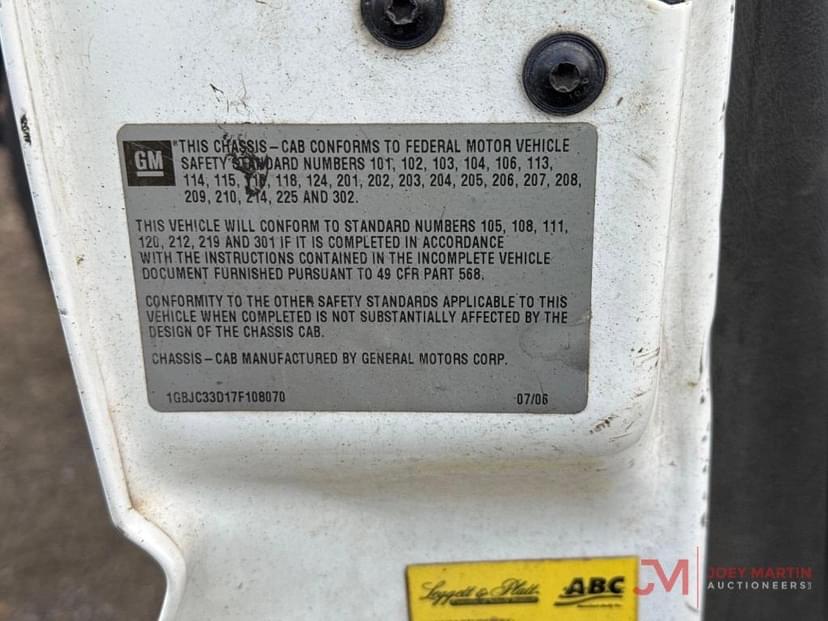 GM
"THIS CHASSIS-CAB CONFORMS TO FEDERAL MOTOR VEHICLE
SAFETY STANDARD NUMBERS 101, 102, 103, 104, 106, 113,
114, 115, 116, 118, 124, 201, 202, 203, 204, 205, 206, 207, 208,
209, 210, 214, 225 AND 302.
THIS VEHICLE WILL CONFORM TO STANDARD NUMBERS 105, 108, 111,
120, 212, 219 AND 301 IF IT IS COMPLETED IN ACCORDANCE
WITH THE INSTRUCTIONS CONTAINED IN THE INCOMPLETE VEHICLE
DOCUMENT FURNISHED PURSUANT TO 49 CFR PART 568.
CONFORMITY TO THE OTHER SAFETY STANDARDS APPLICABLE TO THIS
VEHICLE WHEN COMPLETED IS NOT SUBSTANTIALLY AFFECTED BY THE
DESIGN OF THE CHASSIS CAB.
CHASSIS-CAB MANUFACTURED BY GENERAL MOTORS CORP.
1GBJC33D17F108070 07/06
Leggett & Platt ABC
JM JOEY MARTIN
AUCTIONEERS